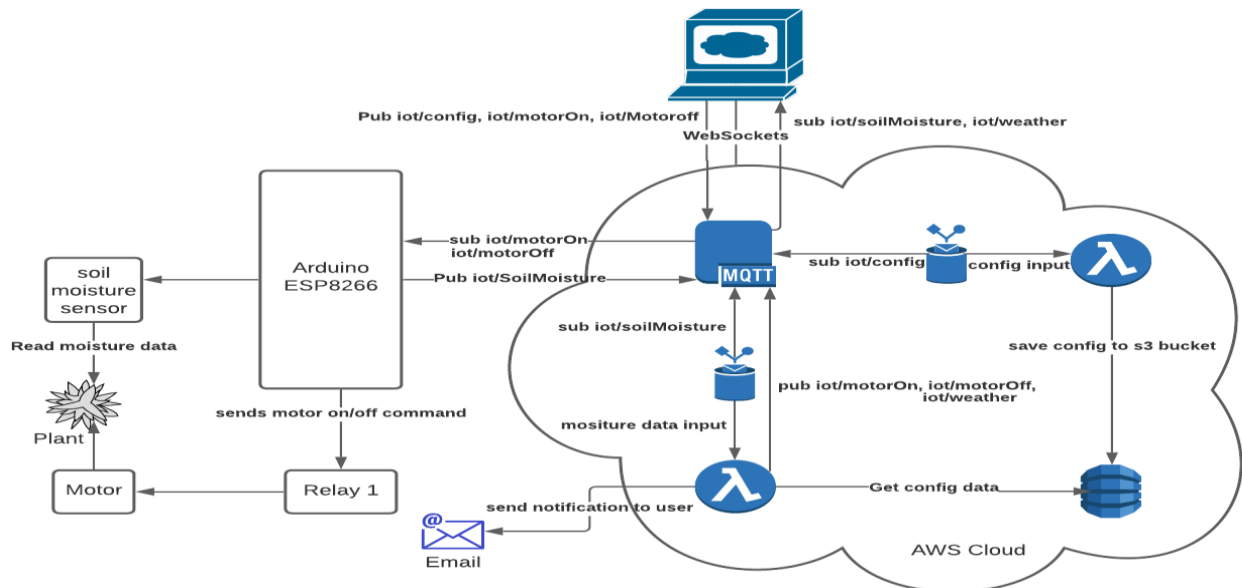 Pub iot/config, iot/motorOn, iot/Motoroff
sub iot/soilMoisture, iot/weather
WebSockets
sub iot/motorOn
iot/motorOff
Arduino
ESP8266
Pub iot/SoilMoisture
soil
moisture
sensor
MQTT
sub iot/config
config input
λ
sub iot/soilMoisture
Read moisture data
save config to s3 bucket
pub iot/motorOn, iot/motorOff,
iot/weather
sends motor on/off command
mositure data input
Plant
Motor
Relay 1
λ
Get config data
send notification to user
@
Email
AWS Cloud